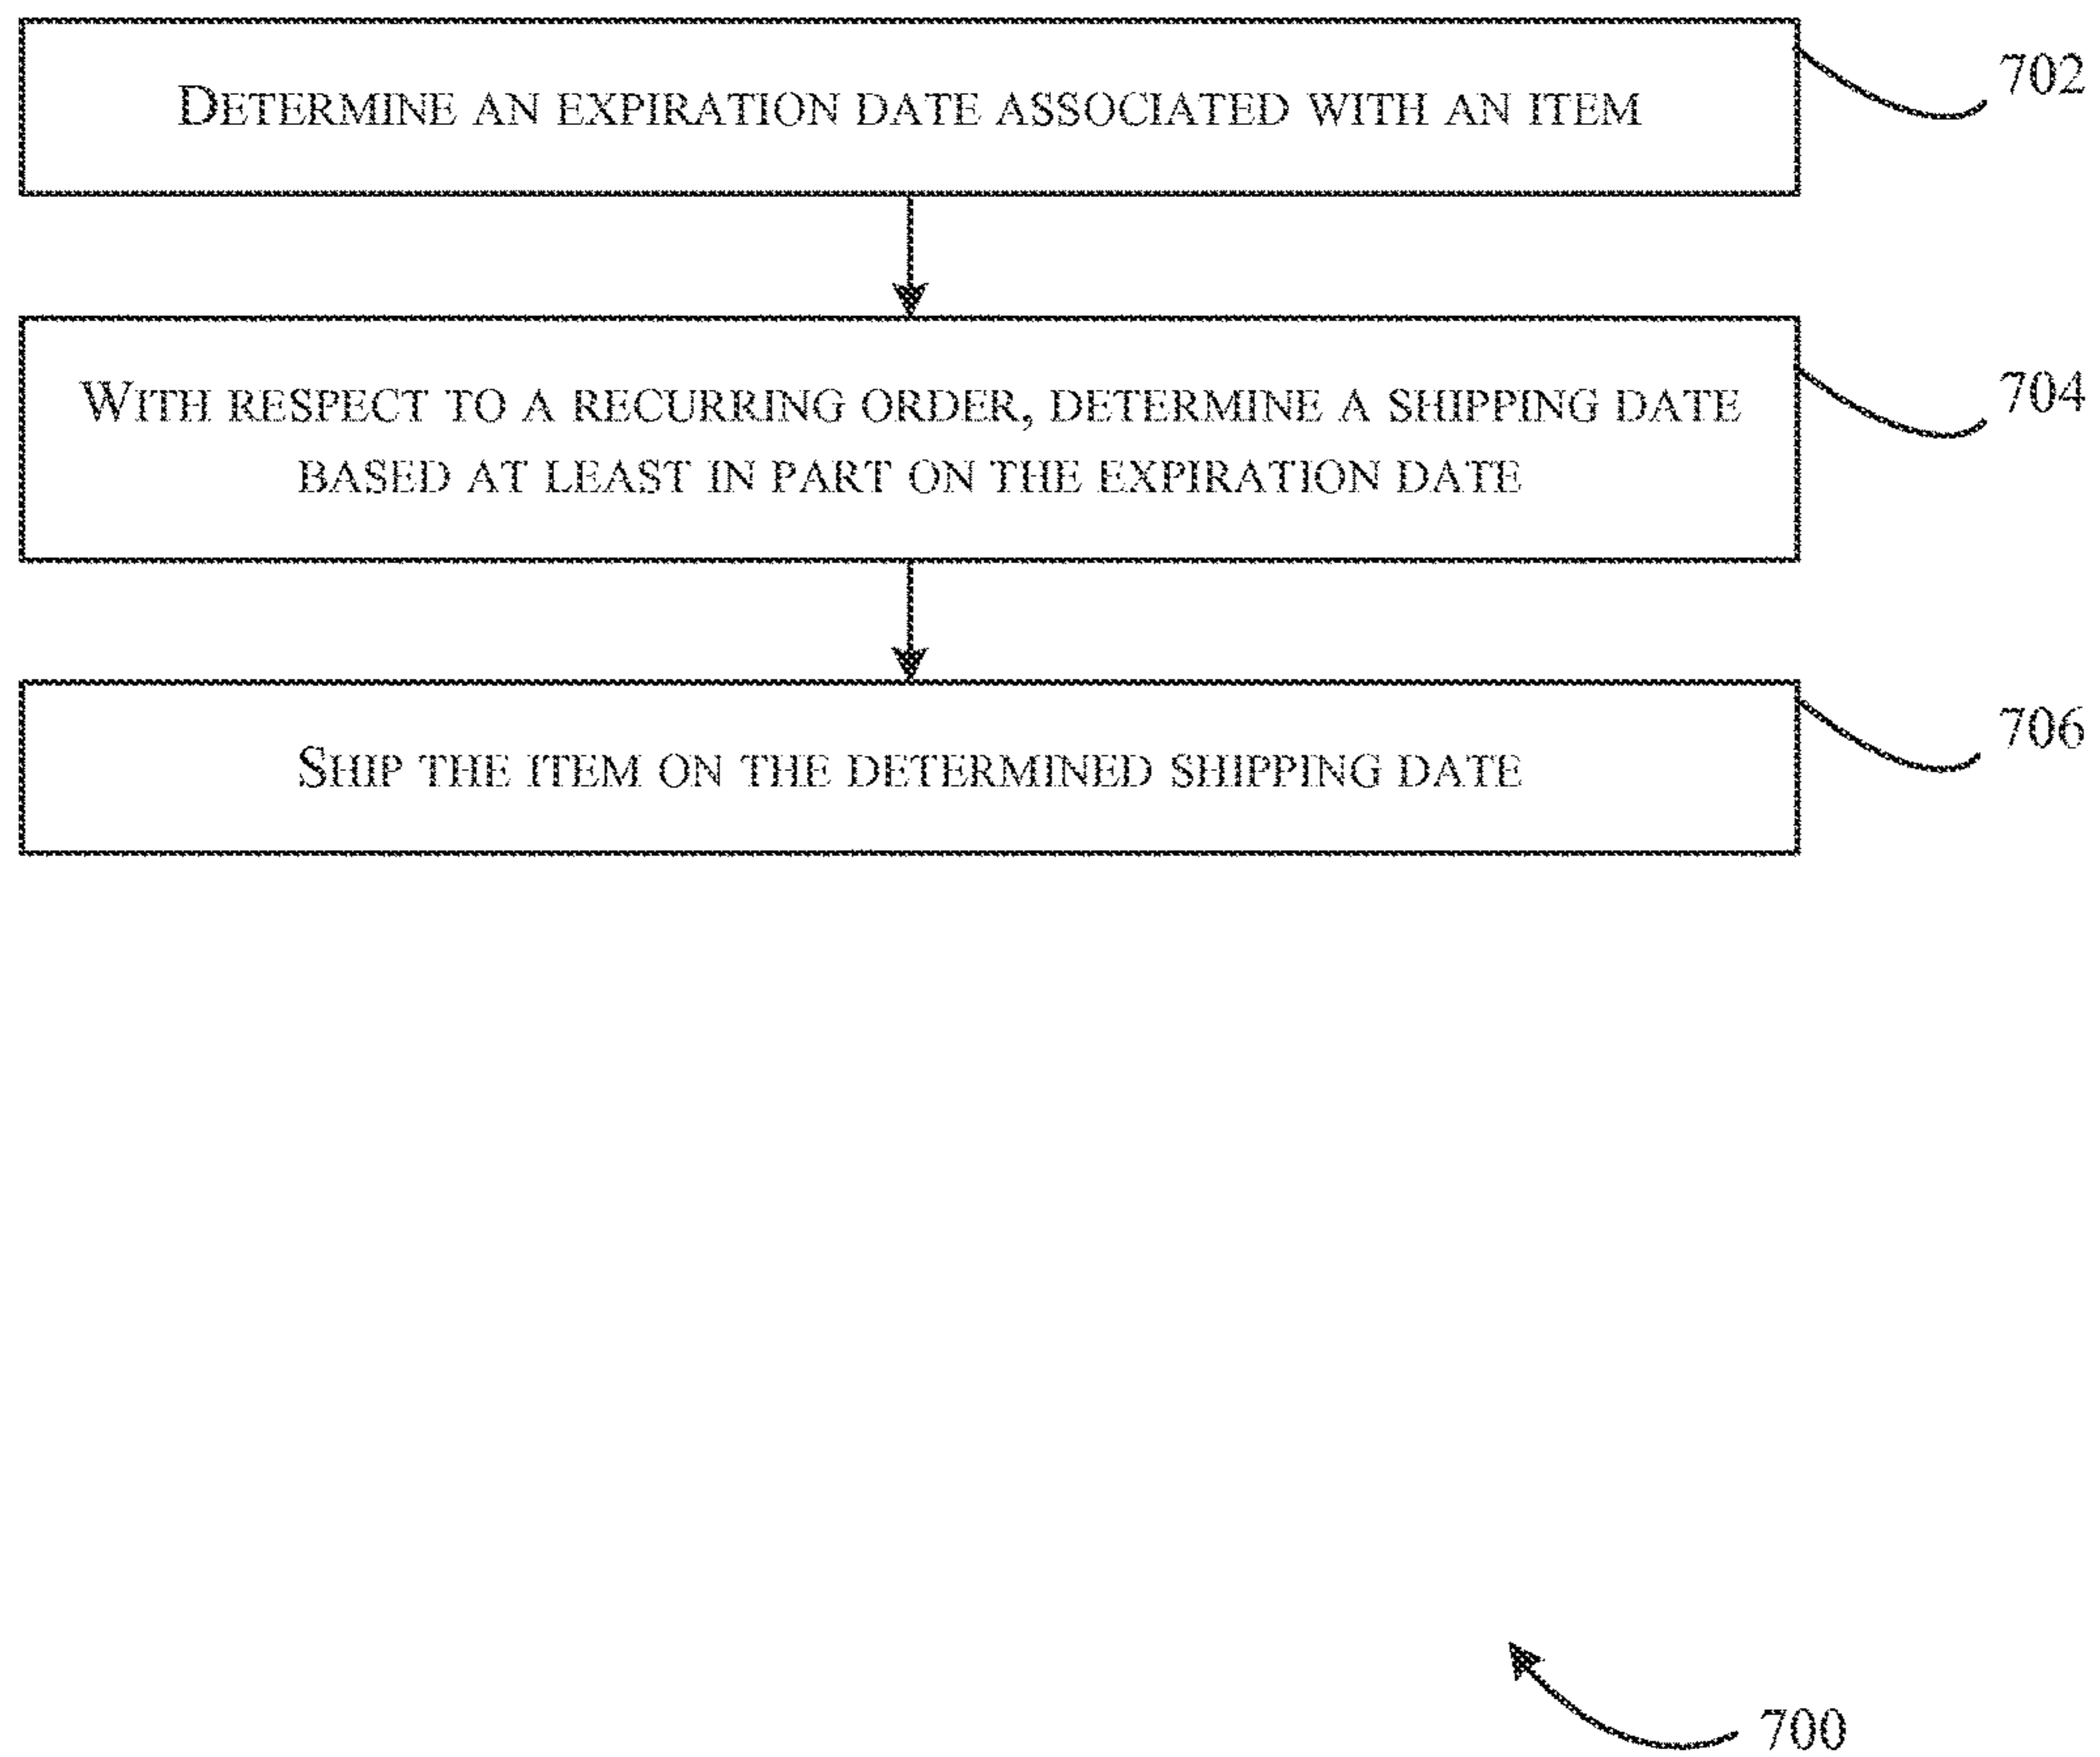 DETERMINE AN EXPIRATION DATE ASSOCIATED WITH AN ITEM
702
WITH RESPECT TO A RECURRING ORDER, DETERMINE A SHIPPING DATE
BASED AT LEAST IN PART ON THE EXPIRATION DATE
704
SHIP THE ITEM ON THE DETERMINED SHIPPING DATE
706
700